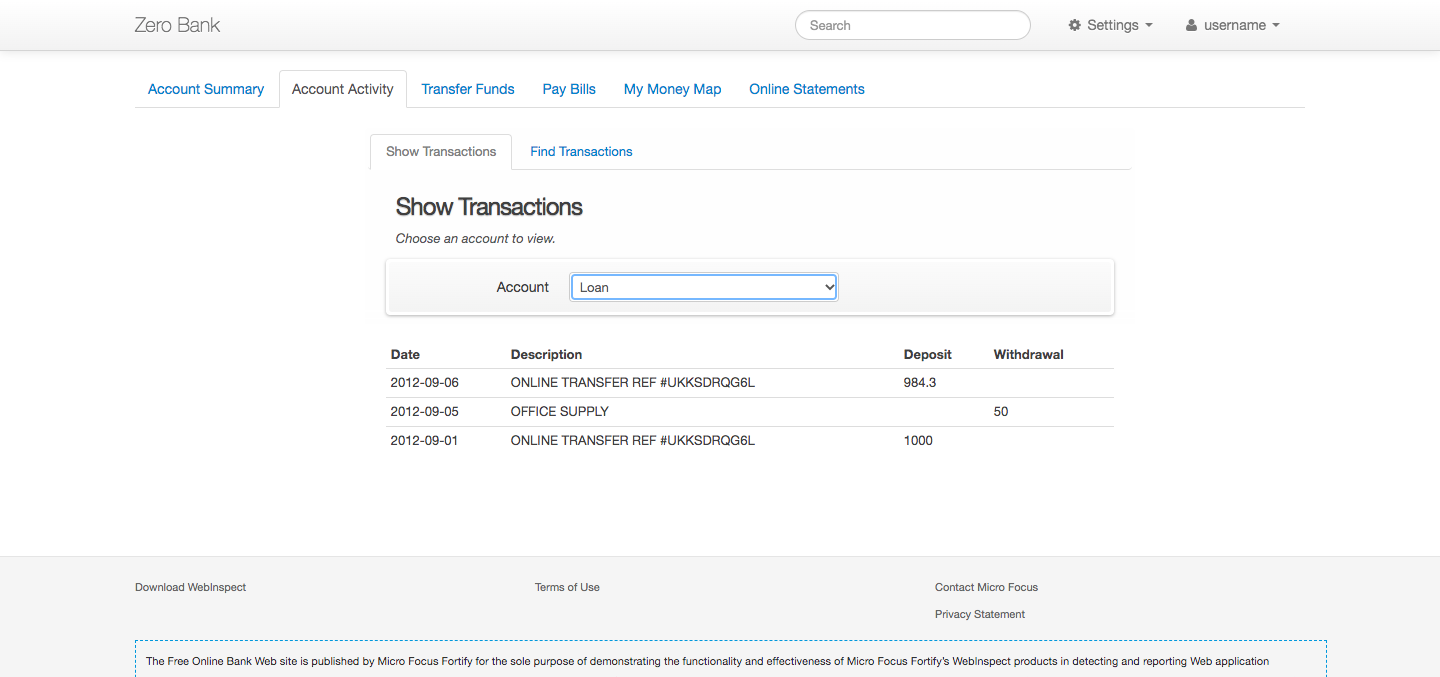 Zero Bank Search Settings username
Account Summary Account Activity Transfer Funds Pay Bills My Money Map Online Statements
Show Transactions Find Transactions
Show Transactions
Choose an account to view.
Account Loan
Date Description Deposit Withdrawal
2012-09-06 ONLINE TRANSFER REF #UKKSDRQG6L 984.3
2012-09-05 OFFICE SUPPLY 50
2012-09-01 ONLINE TRANSFER REF #UKKSDRQG6L 1000
Download WebInspect Terms of Use Contact Micro Focus
Privacy Statement
The Free Online Bank Web site is published by Micro Focus Fortify for the sole purpose of demonstrating the functionality and effectiveness of Micro Focus Fortify's WebInspect products in detecting and reporting Web application